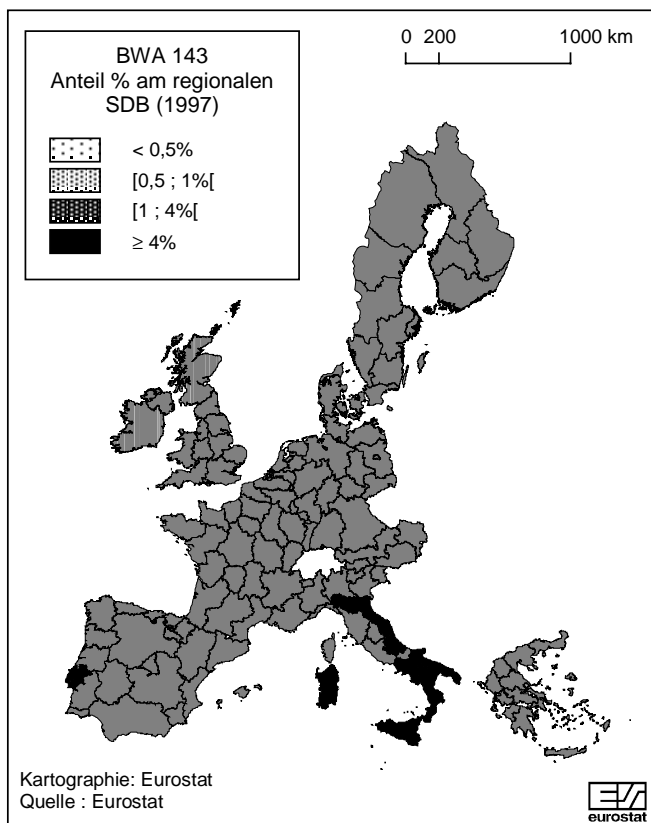 BWA 143
Anteil % am regionalen
SDB (1997)
< 0,5%
[0,5 ; 1%[
[1 ; 4%[
≥ 4%
0 200 1000 km
Kartographie: Eurostat
Quelle : Eurostat
eurostat